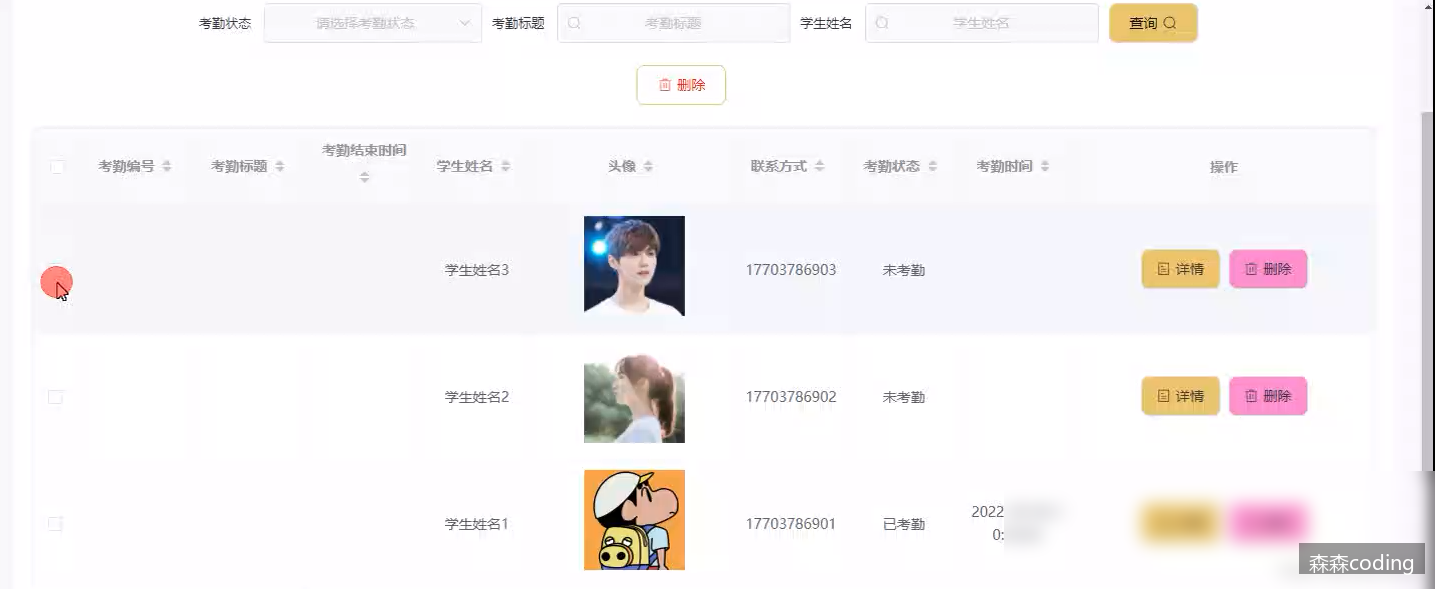 考勤状态 请选择考勤状态 考勤标题 考勤标题 学生姓名 学生姓名 查询
删除
考勤编号 考勤标题 考勤结束时间 学生姓名 头像 联系方式 考勤状态 考勤时间 操作
学生姓名3 17703786903 未考勤 详情 删除
学生姓名2 17703786902 未考勤 详情 删除
学生姓名1 17703786901 已考勤 2022
0:
森森coding